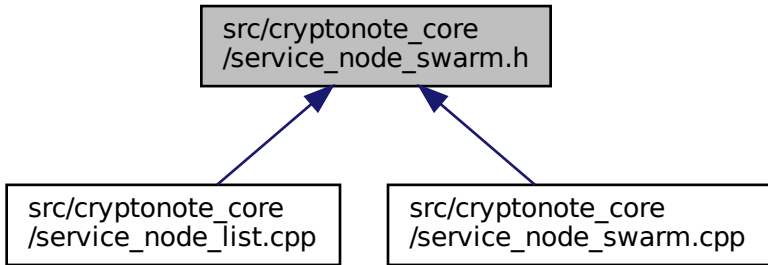 src/cryptonote_core
/service_node_swarm.h
src/cryptonote_core
/service_node_list.cpp
src/cryptonote_core
/service_node_swarm.cpp